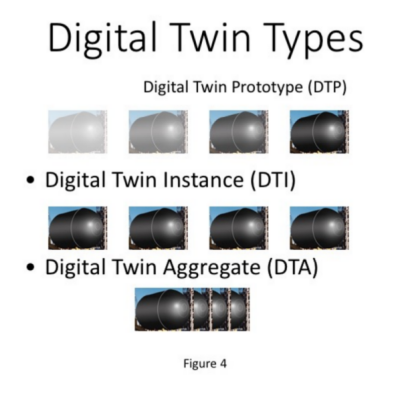 Digital Twin Types
Digital Twin Prototype (DTP)
• Digital Twin Instance (DTI)
• Digital Twin Aggregate (DTA)
Figure 4